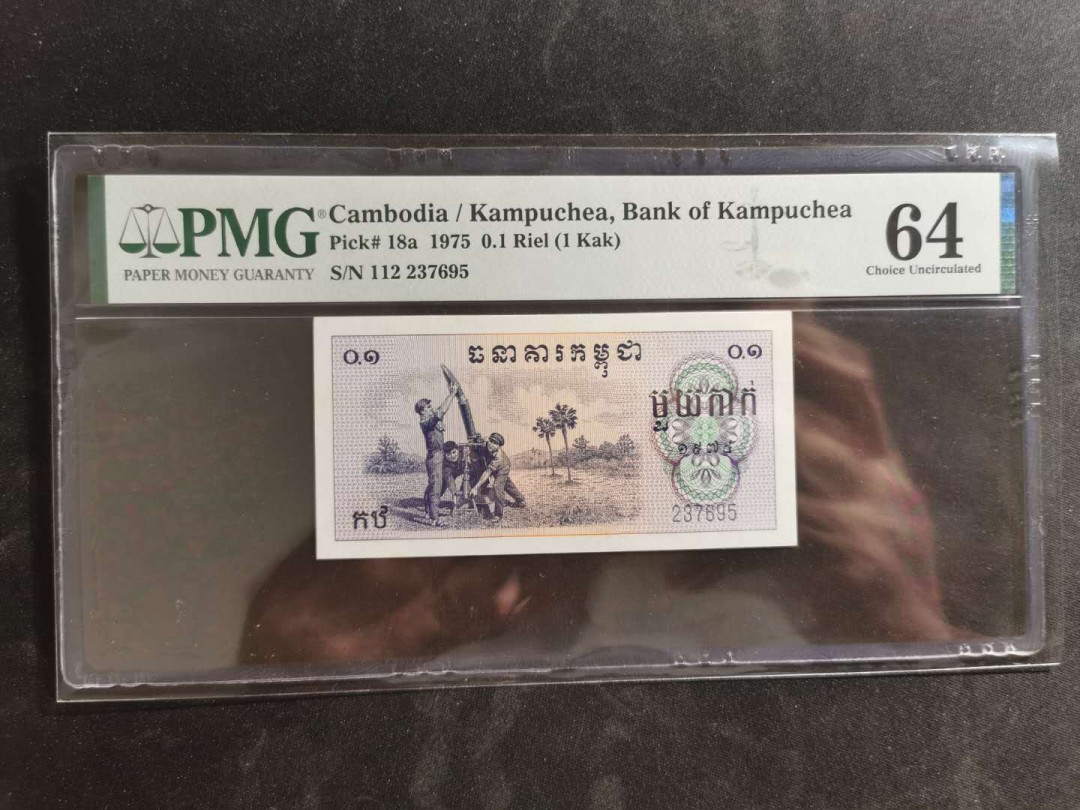 PMG® Cambodia / Kampuchea, Bank of Kampuchea
Pick# 18a 1975 0.1 Riel (1 Kak)
PAPER MONEY GUARANTY S/N 112 237695
64
Choice Uncirculated
០.១ ធនាគារកម្ពុជា ០.១
មួយកាក់
១៩៧៥
កឋ 237695